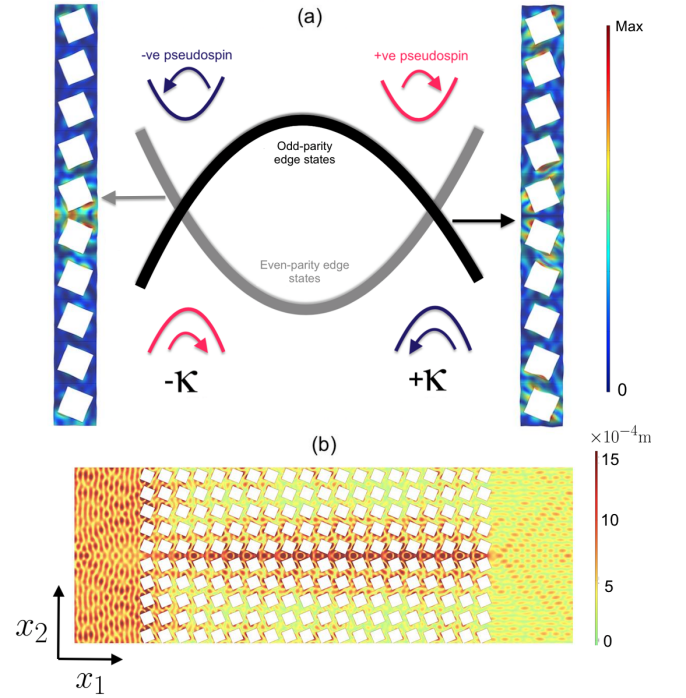 (a)
Max
-ve pseudospin
+ve pseudospin
Odd-parity
edge states
Even-parity edge
states
-κ
+κ
0
(b)
×10⁻⁴m
15
10
5
0
x₂
x₁